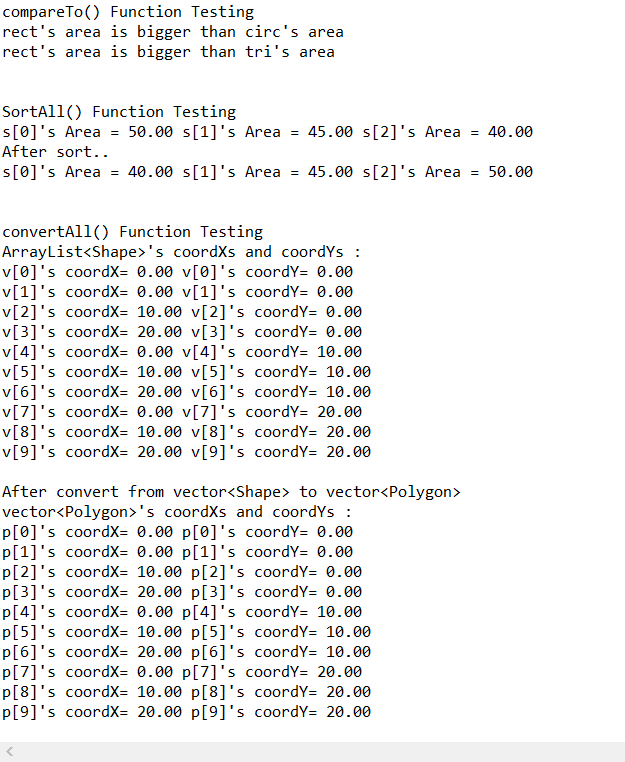 compareTo() Function Testing
rect's area is bigger than circ's area
rect's area is bigger than tri's area
SortAll() Function Testing
s[0]'s Area = 50.00 s[1]'s Area = 45.00 s[2]'s Area = 40.00
After sort..
s[0]'s Area = 40.00 s[1]'s Area = 45.00 s[2]'s Area = 50.00
convertAll() Function Testing
ArrayList<Shape>'s coordXs and coordYs :
v[0]'s coordX= 0.00 v[0]'s coordY= 0.00
v[1]'s coordX= 0.00 v[1]'s coordY= 0.00
v[2]'s coordX= 10.00 v[2]'s coordY= 0.00
v[3]'s coordX= 20.00 v[3]'s coordY= 0.00
v[4]'s coordX= 0.00 v[4]'s coordY= 10.00
v[5]'s coordX= 10.00 v[5]'s coordY= 10.00
v[6]'s coordX= 20.00 v[6]'s coordY= 10.00
v[7]'s coordX= 0.00 v[7]'s coordY= 20.00
v[8]'s coordX= 10.00 v[8]'s coordY= 20.00
v[9]'s coordX= 20.00 v[9]'s coordY= 20.00
After convert from vector<Shape> to vector<Polygon>
vector<Polygon>'s coordXs and coordYs :
p[0]'s coordX= 0.00 p[0]'s coordY= 0.00
p[1]'s coordX= 0.00 p[1]'s coordY= 0.00
p[2]'s coordX= 10.00 p[2]'s coordY= 0.00
p[3]'s coordX= 20.00 p[3]'s coordY= 0.00
p[4]'s coordX= 0.00 p[4]'s coordY= 10.00
p[5]'s coordX= 10.00 p[5]'s coordY= 10.00
p[6]'s coordX= 20.00 p[6]'s coordY= 10.00
p[7]'s coordX= 0.00 p[7]'s coordY= 20.00
p[8]'s coordX= 10.00 p[8]'s coordY= 20.00
p[9]'s coordX= 20.00 p[9]'s coordY= 20.00